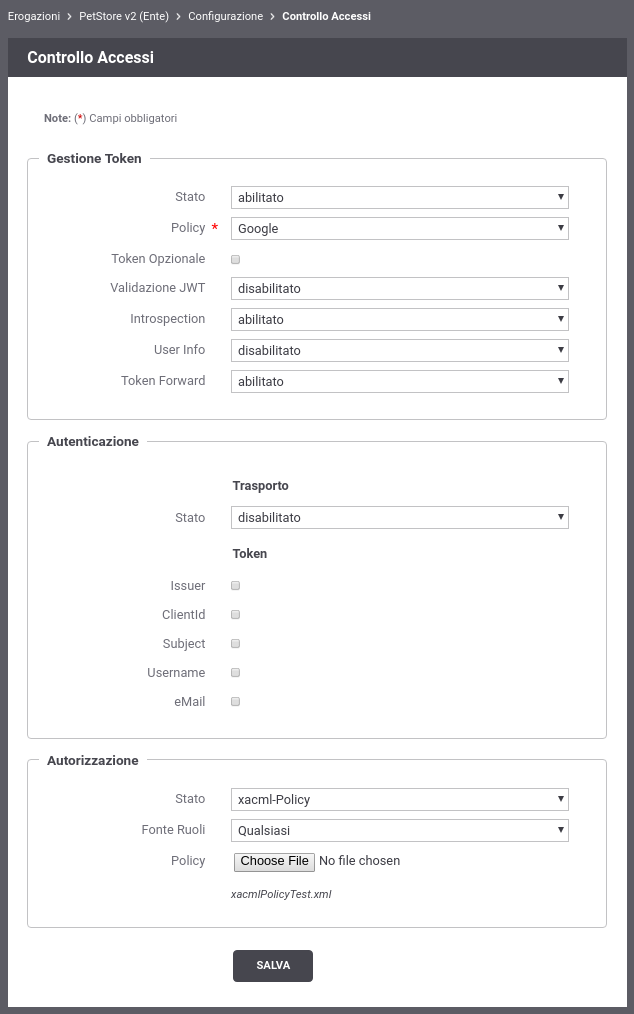 Erogazioni > PetStore v2 (Ente) > Configurazione > Controllo Accessi
Controllo Accessi
Note: (*) Campi obbligatori
Gestione Token
Stato abilitato
Policy * Google
Token Opzionale
Validazione JWT disabilitato
Introspection abilitato
User Info disabilitato
Token Forward abilitato
Autenticazione
Trasporto
Stato disabilitato
Token
Issuer
ClientId
Subject
Username
eMail
Autorizzazione
Stato xacml-Policy
Fonte Ruoli Qualsiasi
Policy Choose File No file chosen
xacmlPolicyTest.xml
SALVA